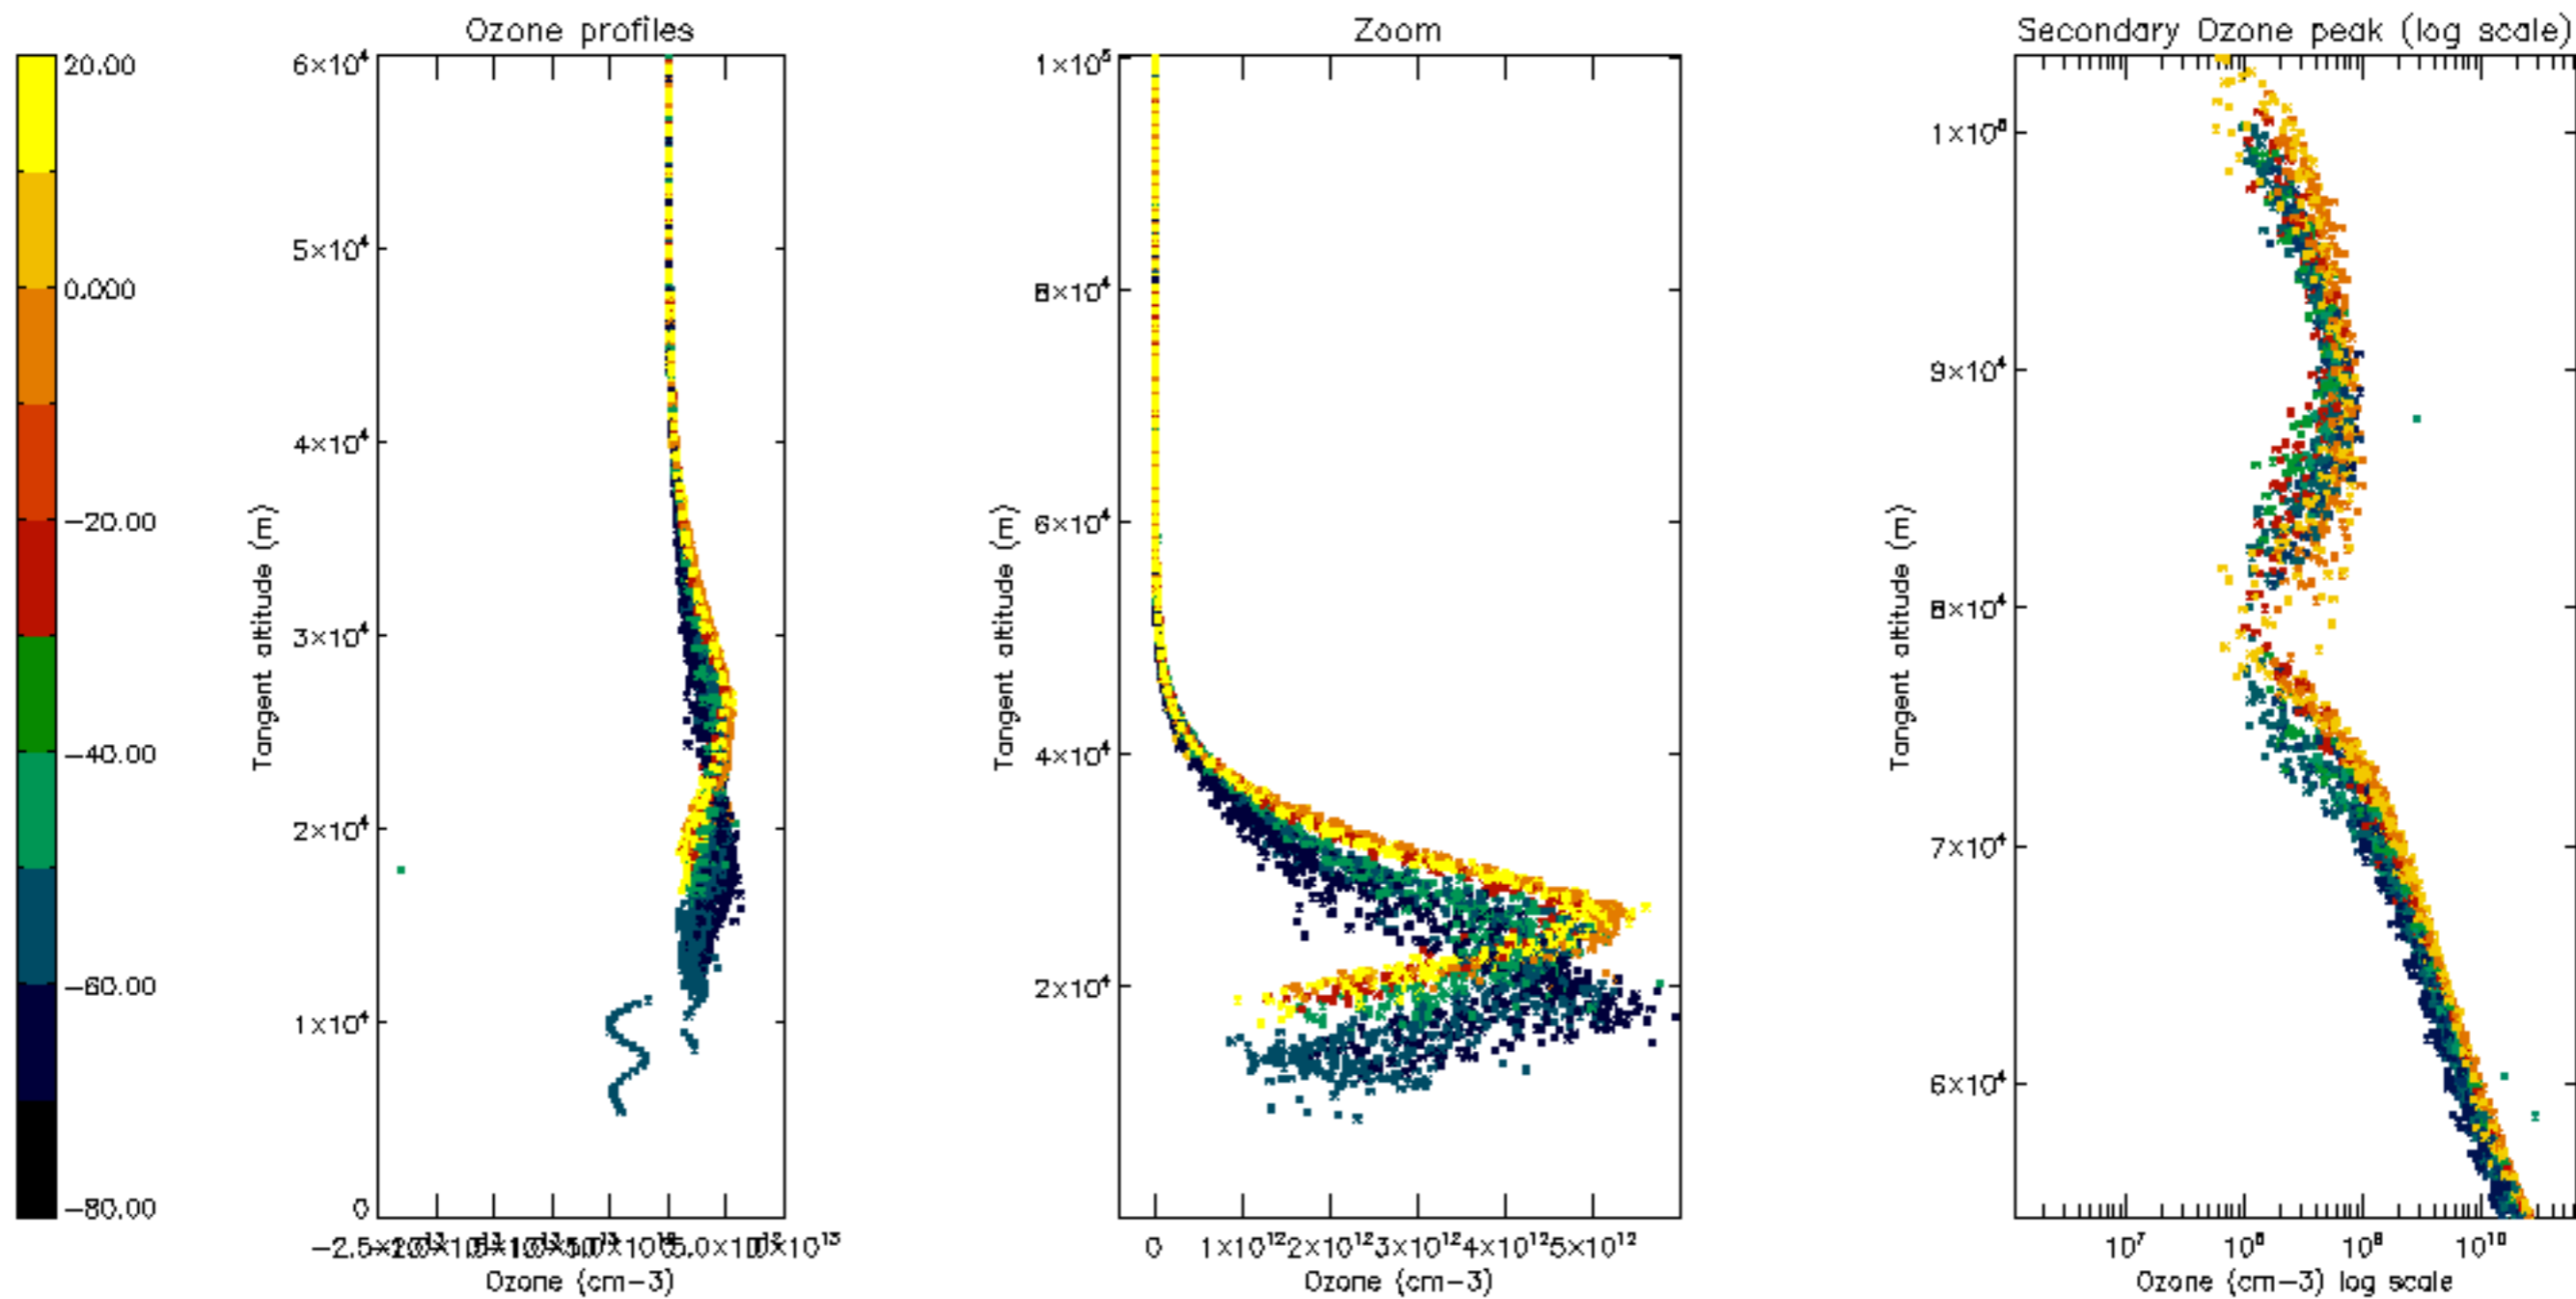 Ozone profiles
Zoom
Secondary Ozone peak (log scale)
20.00
0.000
−20.00
−40.00
−60.00
−80.00
6×10⁴
5×10⁴
4×10⁴
3×10⁴
2×10⁴
1×10⁴
0
Tangent altitude (m)
Ozone (cm−3)
1×10⁵
8×10⁴
6×10⁴
4×10⁴
2×10⁴
Tangent altitude (m)
0 1×10¹² 2×10¹² 3×10¹² 4×10¹² 5×10¹²
Ozone (cm−3)
9×10⁴
8×10⁴
7×10⁴
6×10⁴
Tangent altitude (m)
10⁷ 10⁸ 10⁹ 10¹⁰
Ozone (cm−3) log scale